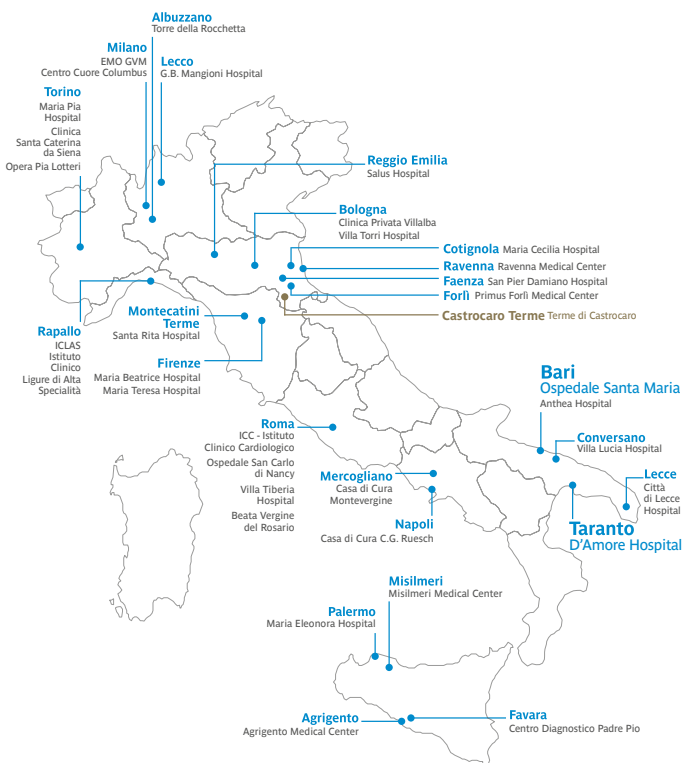 Albuzzano
Torre della Rocchetta
Milano
EMO GVM
Centro Cuore Columbus
Lecco
G.B. Mangioni Hospital
Torino
Maria Pia
Hospital
Clinica
Santa Caterina
da Siena
Opera Pia Lotteri
Reggio Emilia
Salus Hospital
Bologna
Clinica Privata Villalba
Villa Torri Hospital
Cotignola Maria Cecilia Hospital
Ravenna Ravenna Medical Center
Faenza San Pier Damiano Hospital
Forlì Primus Forlì Medical Center
Castrocaro Terme Terme di Castrocaro
Rapallo
ICLAS
Istituto
Clinico
Ligure di Alta
Specialità
Montecatini
Terme
Santa Rita Hospital
Firenze
Maria Beatrice Hospital
Maria Teresa Hospital
Bari
Ospedale Santa Maria
Anthea Hospital
Conversano
Villa Lucia Hospital
Lecce
Città
di Lecce
Hospital
Taranto
D'Amore Hospital
Roma
ICC - Istituto
Clinico Cardiologico
Ospedale San Carlo
di Nancy
Villa Tiberia
Hospital
Beata Vergine
del Rosario
Mercogliano
Casa di Cura
Montevergine
Napoli
Casa di Cura C.G. Ruesch
Misilmeri
Misilmeri Medical Center
Palermo
Maria Eleonora Hospital
Agrigento
Agrigento Medical Center
Favara
Centro Diagnostico Padre Pio